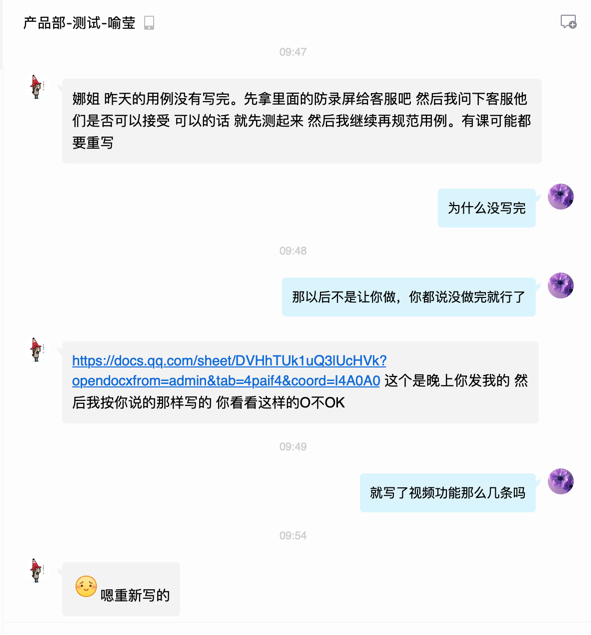 产品部-测试-喻莹
09:47
娜姐 昨天的用例没有写完。先拿里面的防录屏给客服吧 然后我问下客服他
们是否可以接受 可以的话 就先测起来 然后我继续再规范用例。有课可能都
要重写
为什么没写完
09:48
那以后不是让你做，你都说没做完就行了
https://docs.qq.com/sheet/DVHhTUk1uQ3lUcHVk?
opendocxfrom=admin&tab=4paif4&coord=I4A0A0 这个是晚上你发我的 然
后我按你说的那样写的 你看看这样的O不OK
09:49
就写了视频功能那么几条吗
09:54
嗯重新写的